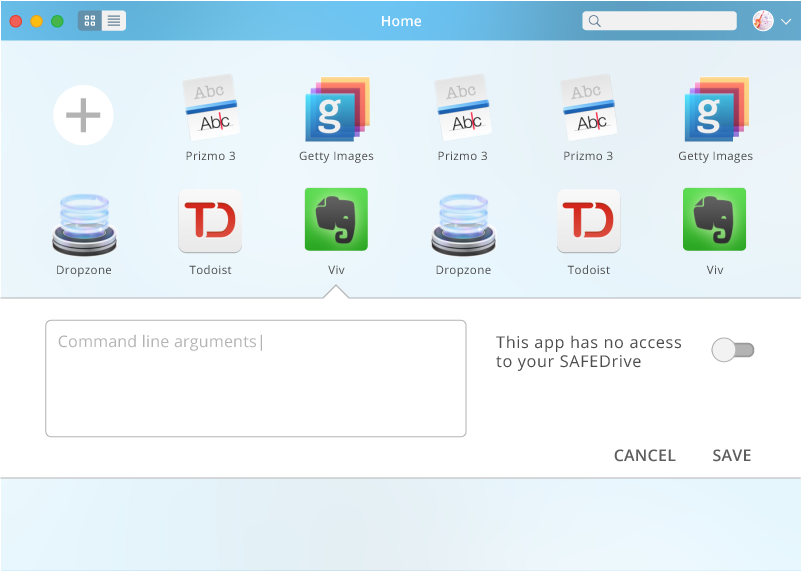 Home
Abc
Abc
Abc
Abc
Abc
Abc
g
g
Prizmo 3
Getty Images
Prizmo 3
Prizmo 3
Getty Images
TD
TD
Dropzone
Todoist
Viv
Dropzone
Todoist
Viv
Command line arguments
This app has no access
to your SAFEDrive
CANCEL
SAVE